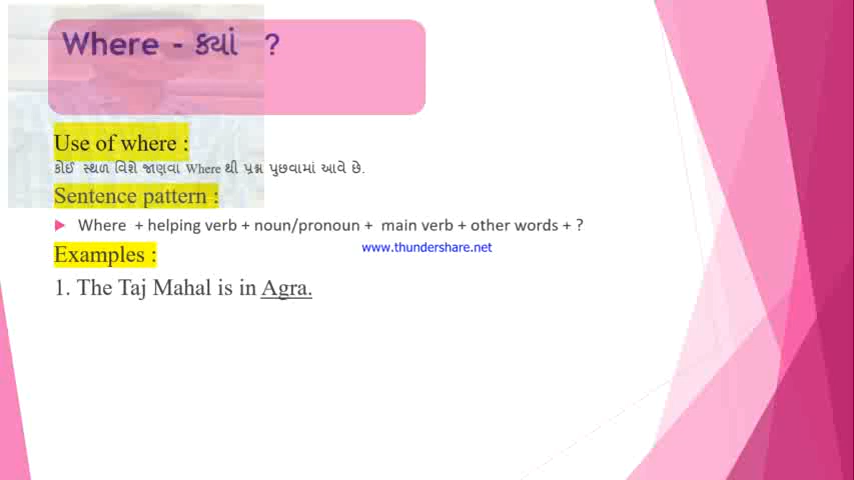 Where - ક્યાં ?
Use of where :
કોઈ સ્થળ વિશે જાણવા Where થી પ્રશ્ન પુછવામાં આવે છે.
Sentence pattern :
Where + helping verb + noun/pronoun + main verb + other words + ?
www.thundershare.net
Examples :
1. The Taj Mahal is in Agra.